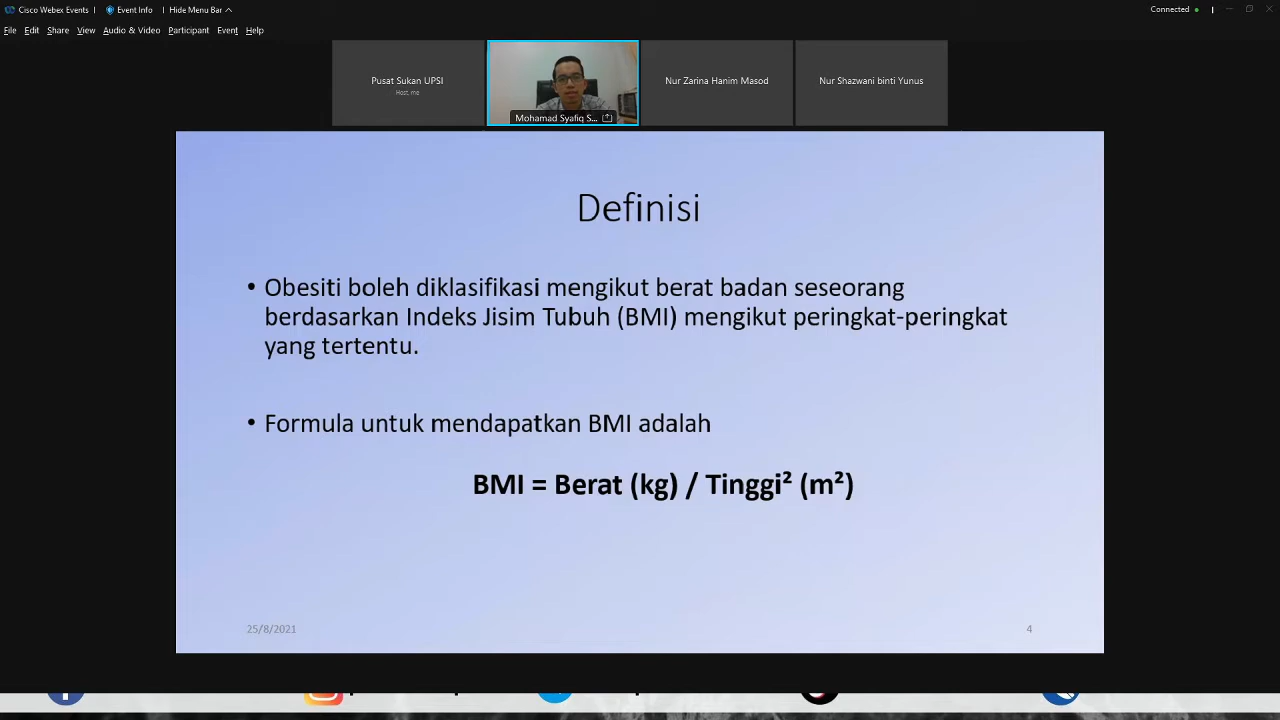 Cisco Webex Events
Event Info
Hide Menu Bar
Connected
File Edit Share View Audio & Video Participant Event Help
Pusat Sukan UPSI
Host, me
Mohamad Syafiq S...
Nur Zarina Hanim Masod
Nur Shazwani binti Yunus
Definisi
• Obesiti boleh diklasifikasi mengikut berat badan seseorang
berdasarkan Indeks Jisim Tubuh (BMI) mengikut peringkat-peringkat
yang tertentu.
• Formula untuk mendapatkan BMI adalah
BMI = Berat (kg) / Tinggi² (m²)
25/8/2021
4